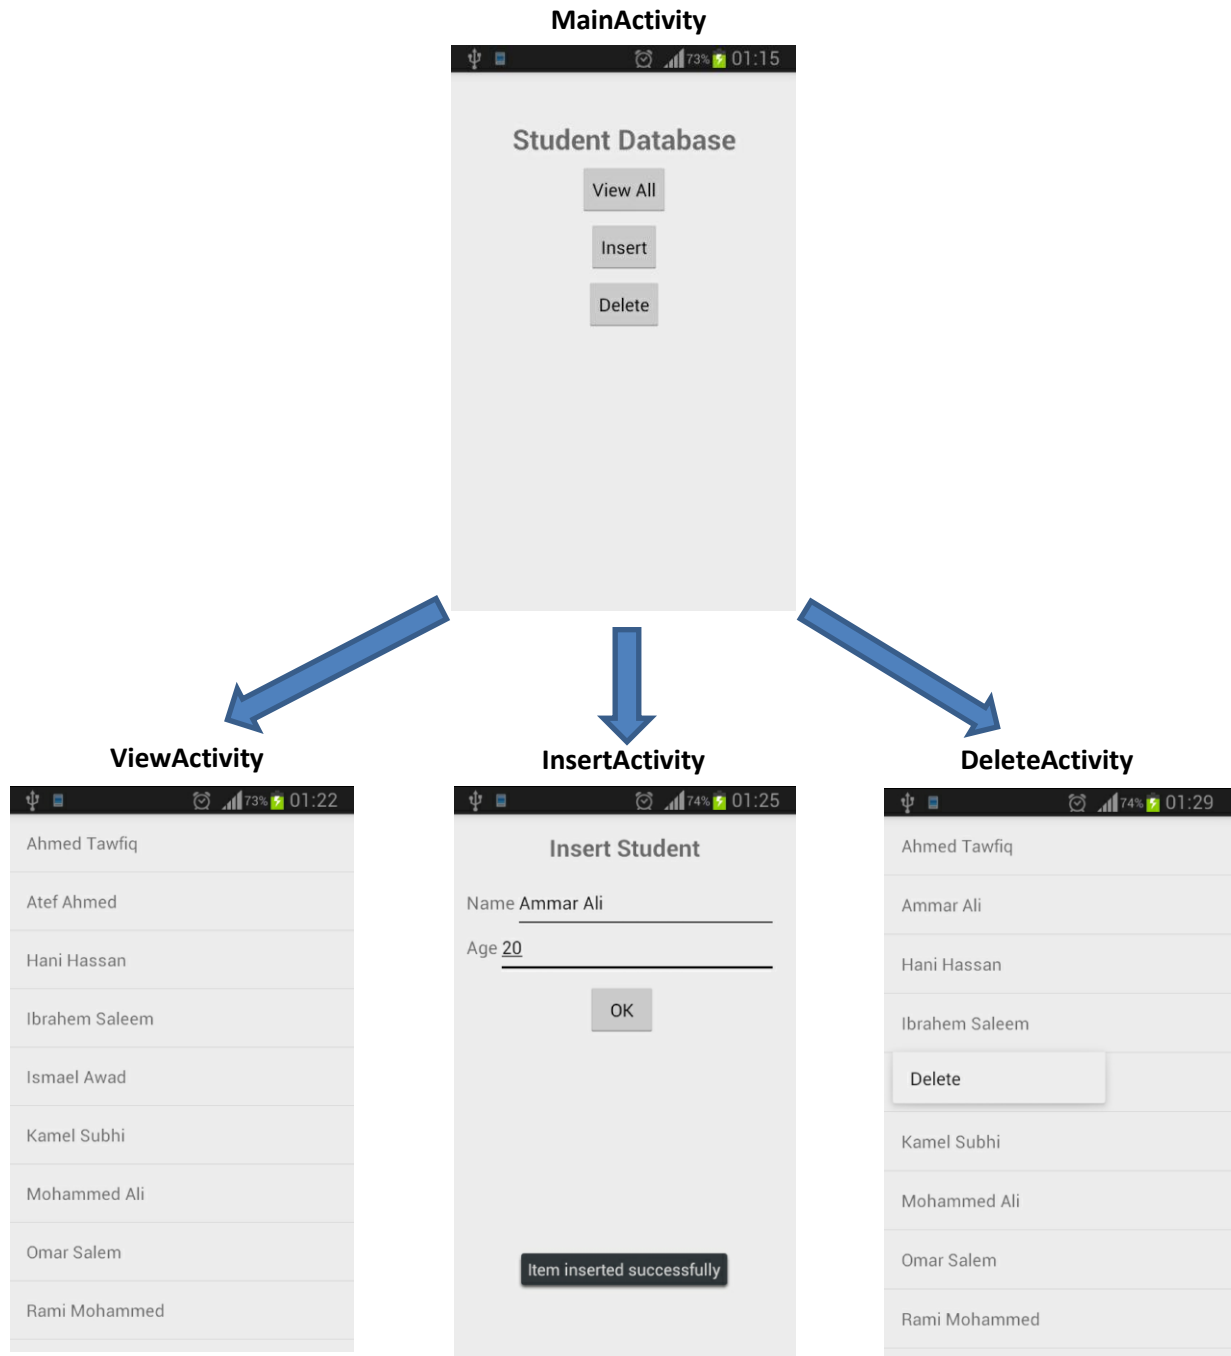 MainActivity
73% 01:15
Student Database
View All
Insert
Delete
ViewActivity
73% 01:22
Ahmed Tawfiq
Atef Ahmed
Hani Hassan
Ibrahem Saleem
Ismael Awad
Kamel Subhi
Mohammed Ali
Omar Salem
Rami Mohammed
InsertActivity
74% 01:25
Insert Student
Name Ammar Ali
Age 20
OK
Item inserted successfully
DeleteActivity
74% 01:29
Ahmed Tawfiq
Ammar Ali
Hani Hassan
Ibrahem Saleem
Delete
Kamel Subhi
Mohammed Ali
Omar Salem
Rami Mohammed